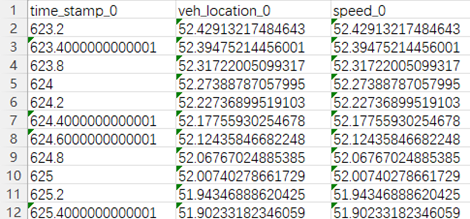 1 time_stamp_0 veh_location_0 speed_0
2 623.2 52.42913217484643 52.42913217484643
3 623.4000000000001 52.39475214456001 52.39475214456001
4 623.8 52.31722005099317 52.31722005099317
5 624 52.27388787057995 52.27388787057995
6 624.2 52.22736899519103 52.22736899519103
7 624.4000000000001 52.17755930254678 52.17755930254678
8 624.6000000000001 52.12435846682248 52.12435846682248
9 624.8 52.06767024885385 52.06767024885385
10 625 52.00740278661729 52.00740278661729
11 625.2 51.94346888620425 51.94346888620425
12 625.4000000000001 51.90233182346059 51.90233182346059